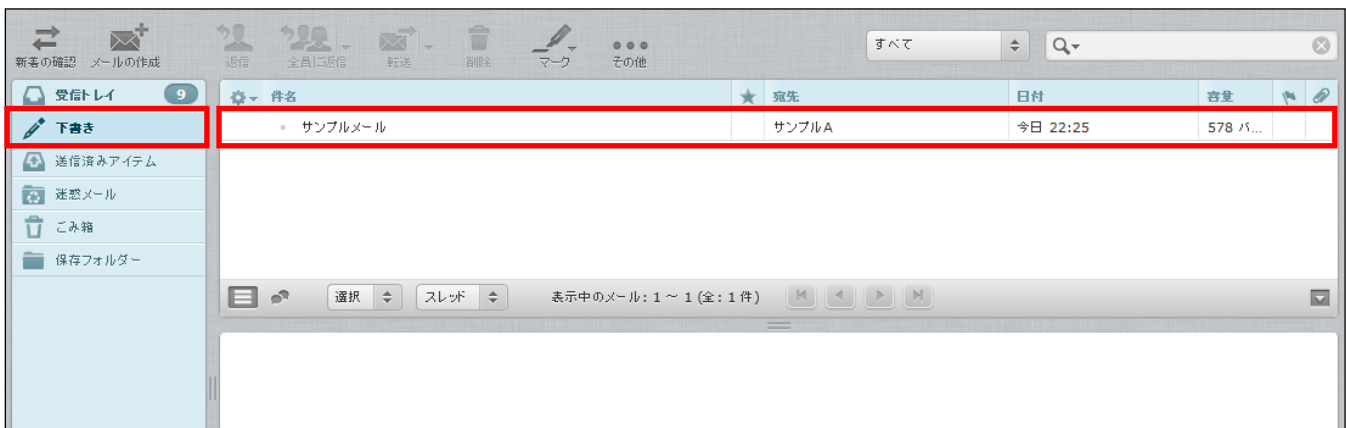 新着の確認 メールの作成 返信 全員に返信 転送 削除 マーク その他 すべて
受信トレイ 9
下書き
送信済みアイテム
迷惑メール
ごみ箱
保存フォルダー
件名 宛先 日付 容量
サンプルメール サンプルA 今日 22:25 578 バ...
選択 スレッド 表示中のメール: 1 ~ 1 (全: 1 件)